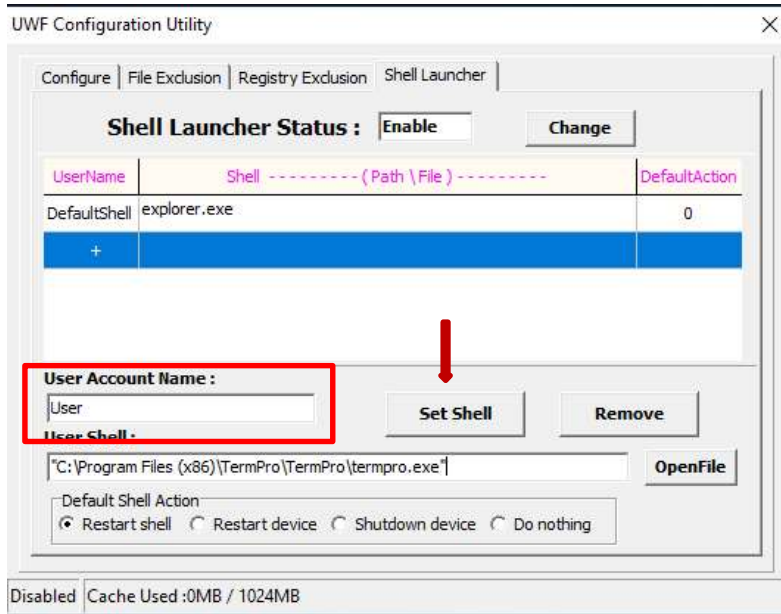 UWF Configuration Utility
Configure File Exclusion Registry Exclusion Shell Launcher
Shell Launcher Status : Enable Change
UserName Shell - - - - - - - - - ( Path \ File ) - - - - - - - - - DefaultAction
DefaultShell explorer.exe 0
+
User Account Name :
User
Set Shell Remove
User Shell :
"C:\Program Files (x86)\TermPro\TermPro\termpro.exe" OpenFile
Default Shell Action
Restart shell Restart device Shutdown device Do nothing
Disabled Cache Used :0MB / 1024MB